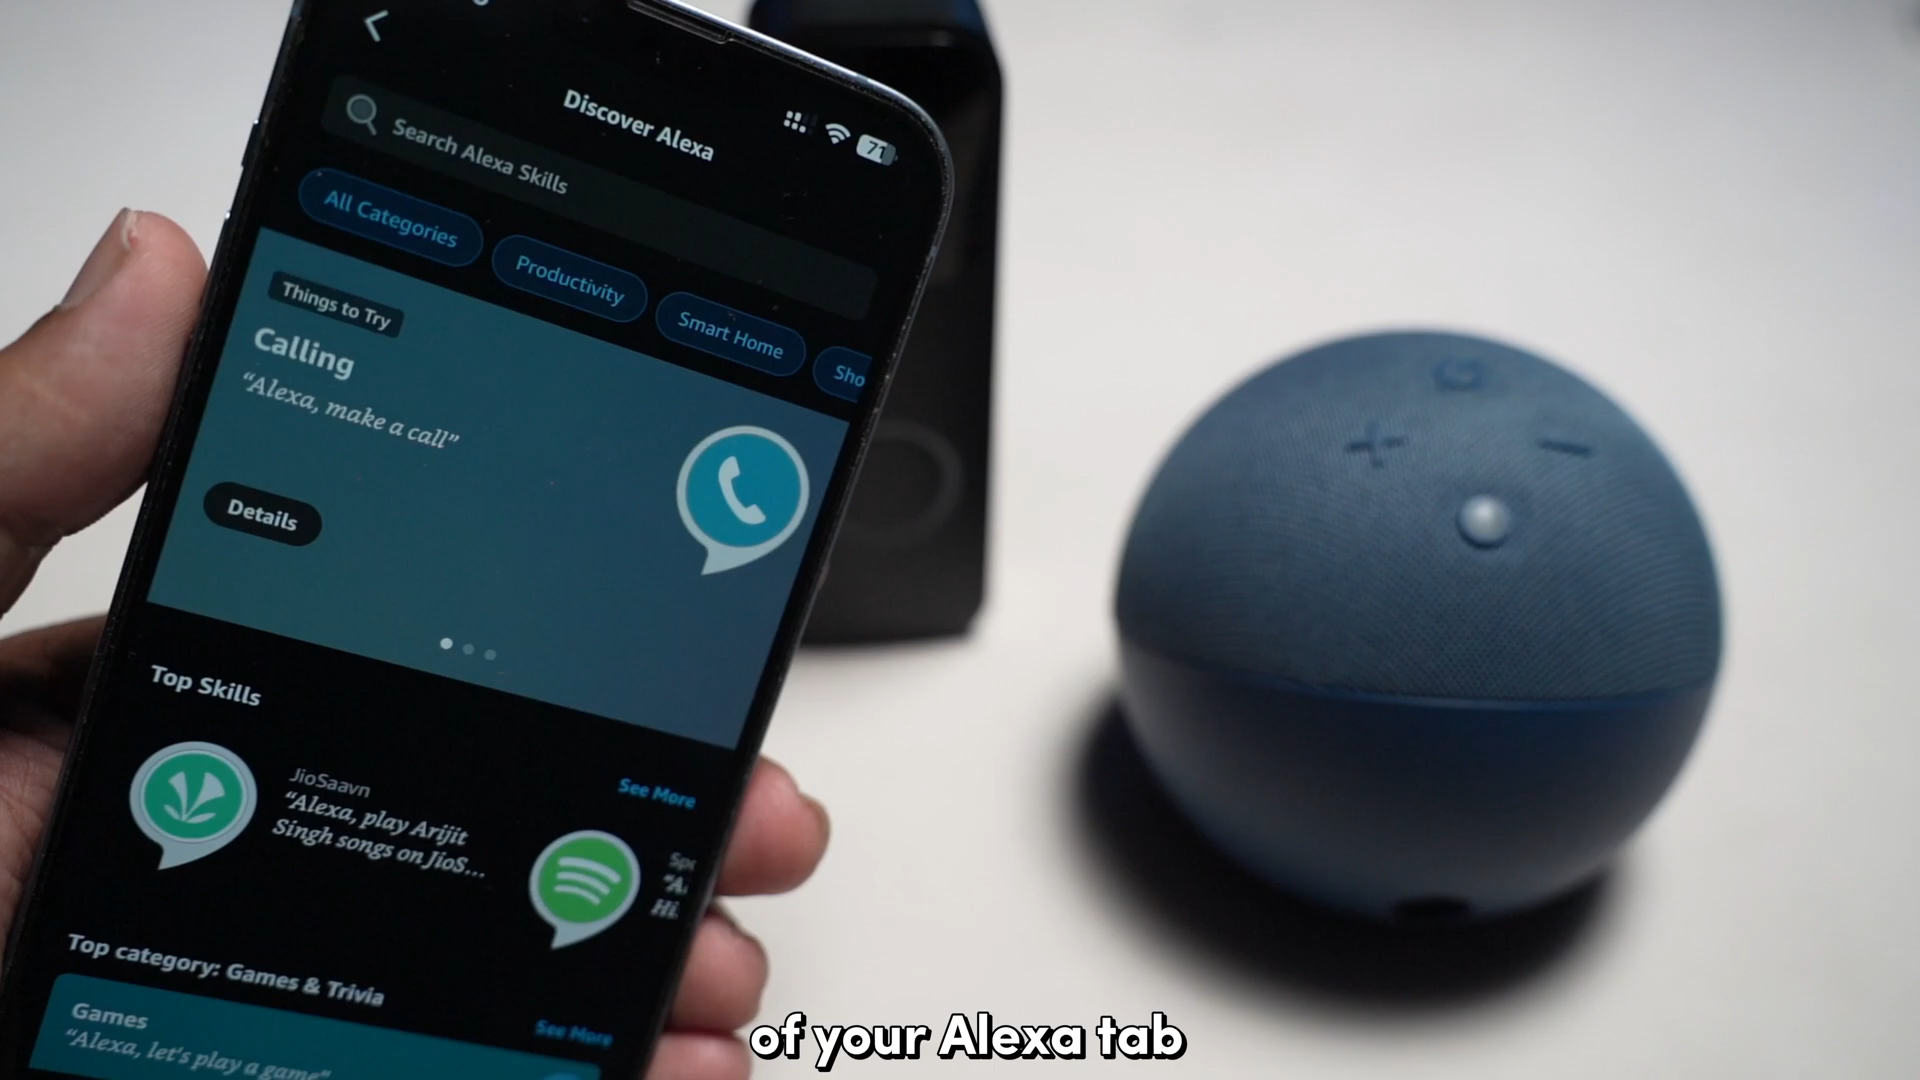 Discover Alexa
71
Search Alexa Skills
All Categories
Productivity
Smart Home
Sho
Things to Try
Calling
“Alexa, make a call”
Details
Top Skills
See More
JioSaavn
“Alexa, play Arijit
Singh songs on JioS...
“A.
Hi.
Top category: Games & Trivia
Games
See More
“Alexa, let's play a game”
of your Alexa tab